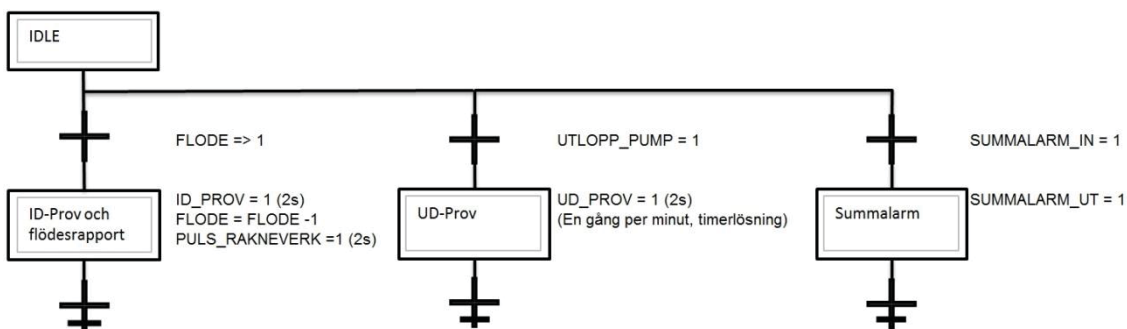 IDLE
FLODE => 1
UTLOPP_PUMP = 1
SUMMALARM_IN = 1
ID-Prov och
flödesrapport
ID_PROV = 1 (2s)
FLODE = FLODE -1
PULS_RAKNEVERK =1 (2s)
UD-Prov
UD_PROV = 1 (2s)
(En gång per minut, timerlösning)
Summalarm
SUMMALARM_UT = 1